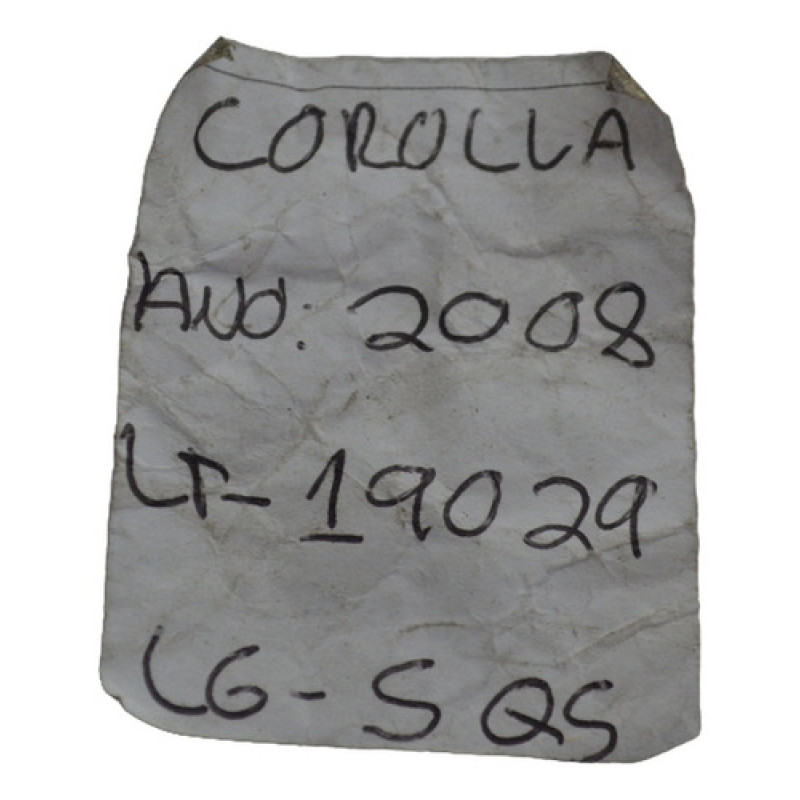 COROLLA
ANO: 2008
LT-19029
LG-SQS